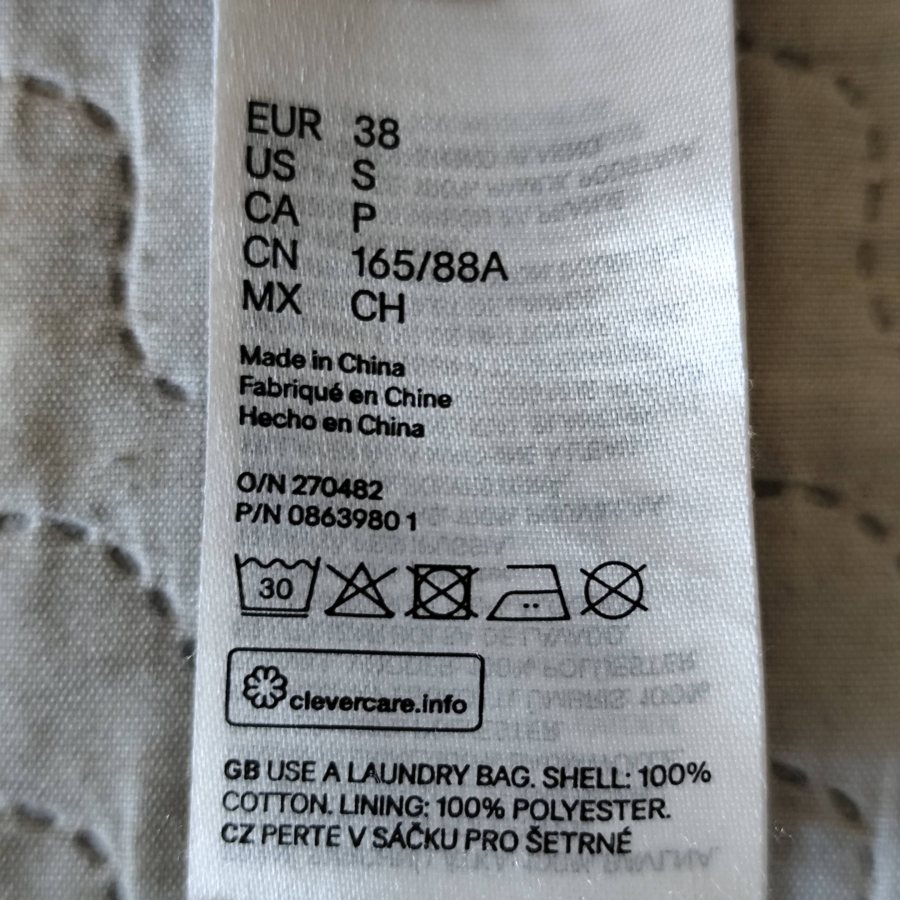 EUR 38
US S
CA P
CN 165/88A
MX CH
Made in China
Fabriqué en Chine
Hecho en China
O/N 270482
P/N 0863980 1
30
clevercare.info
GB USE A LAUNDRY BAG. SHELL: 100%
COTTON. LINING: 100% POLYESTER.
CZ PERTE V SÁČKU PRO ŠETRNÉ